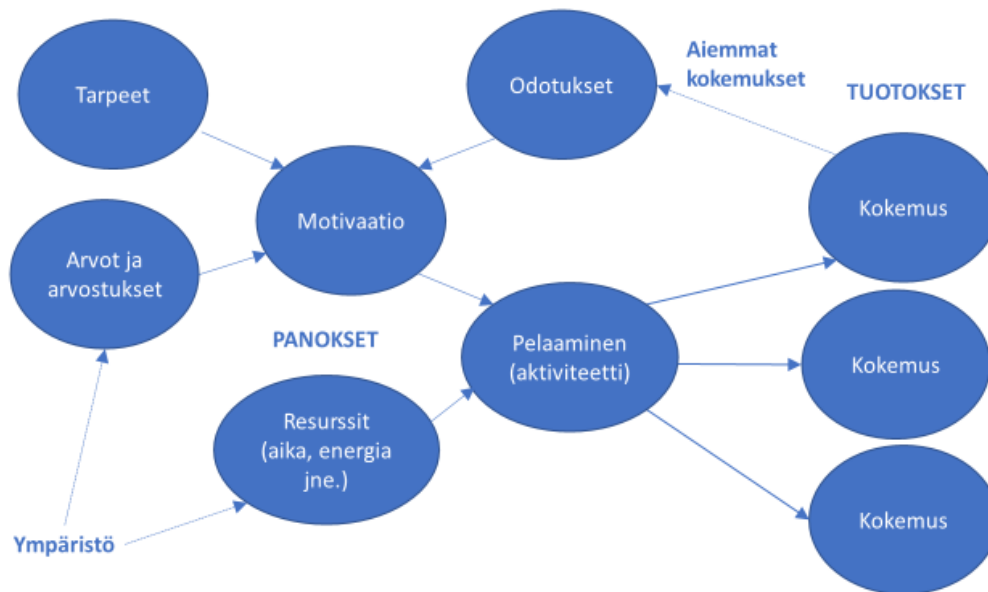 Tarpeet
Odotukset
Aiemmat
kokemukset
TUOTOKSET
Motivaatio
Kokemus
Arvot ja
arvostukset
PANOKSET
Pelaaminen
(aktiviteetti)
Kokemus
Resurssit
(aika, energia
jne.)
Kokemus
Ympäristö